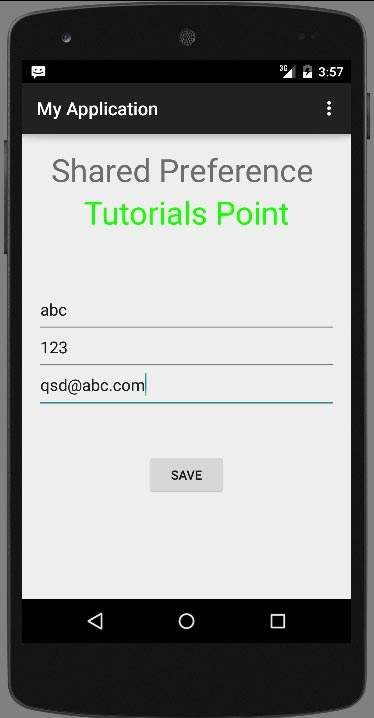 3G 3:57
My Application
Shared Preference
Tutorials Point
abc
123
qsd@abc.com
SAVE